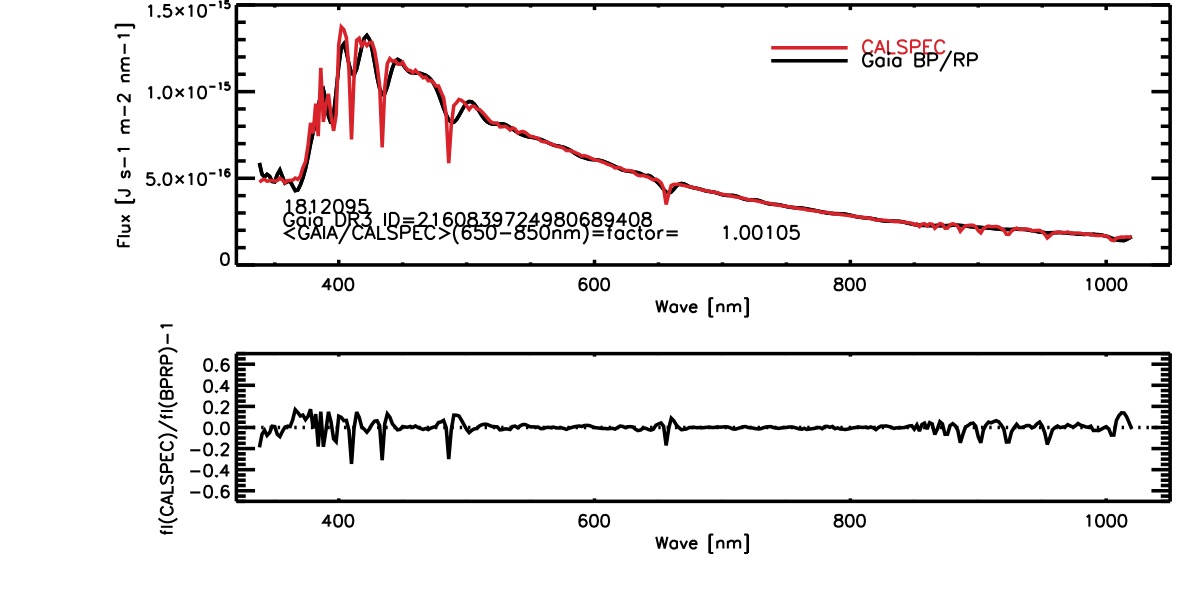 1.5×10−15
CALSPEC
Gaia BP/RP
1.0×10−15
5.0×10−16
0
Flux [J s−1 m−2 nm−1]
1812095
Gaia DR3 ID=2160839724980689408
<GAIA/CALSPEC>(650−850nm)=factor= 1.00105
400 600 800 1000
Wave [nm]
fl(CALSPEC)/fl(BPRP)−1
0.6
0.4
0.2
0.0
−0.2
−0.4
−0.6
400 600 800 1000
Wave [nm]